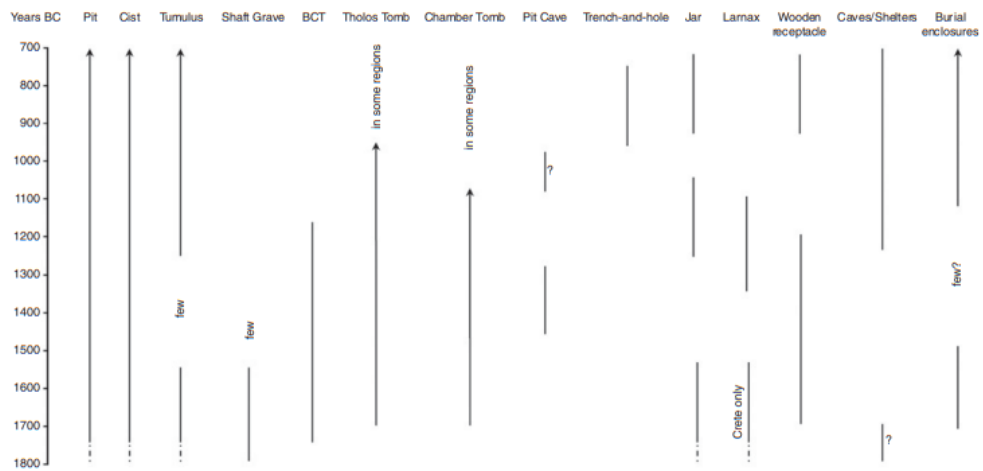 Years BC Pit Cist Tumulus Shaft Grave BCT Tholos Tomb Chamber Tomb Pit Cave Trench-and-hole Jar Larnax Wooden receptacle Caves/Shelters Burial enclosures
700
800
900
1000
1100
1200
1300
1400
1500
1600
1700
1800
few
few
in some regions
in some regions
?
Crete only
?
few?